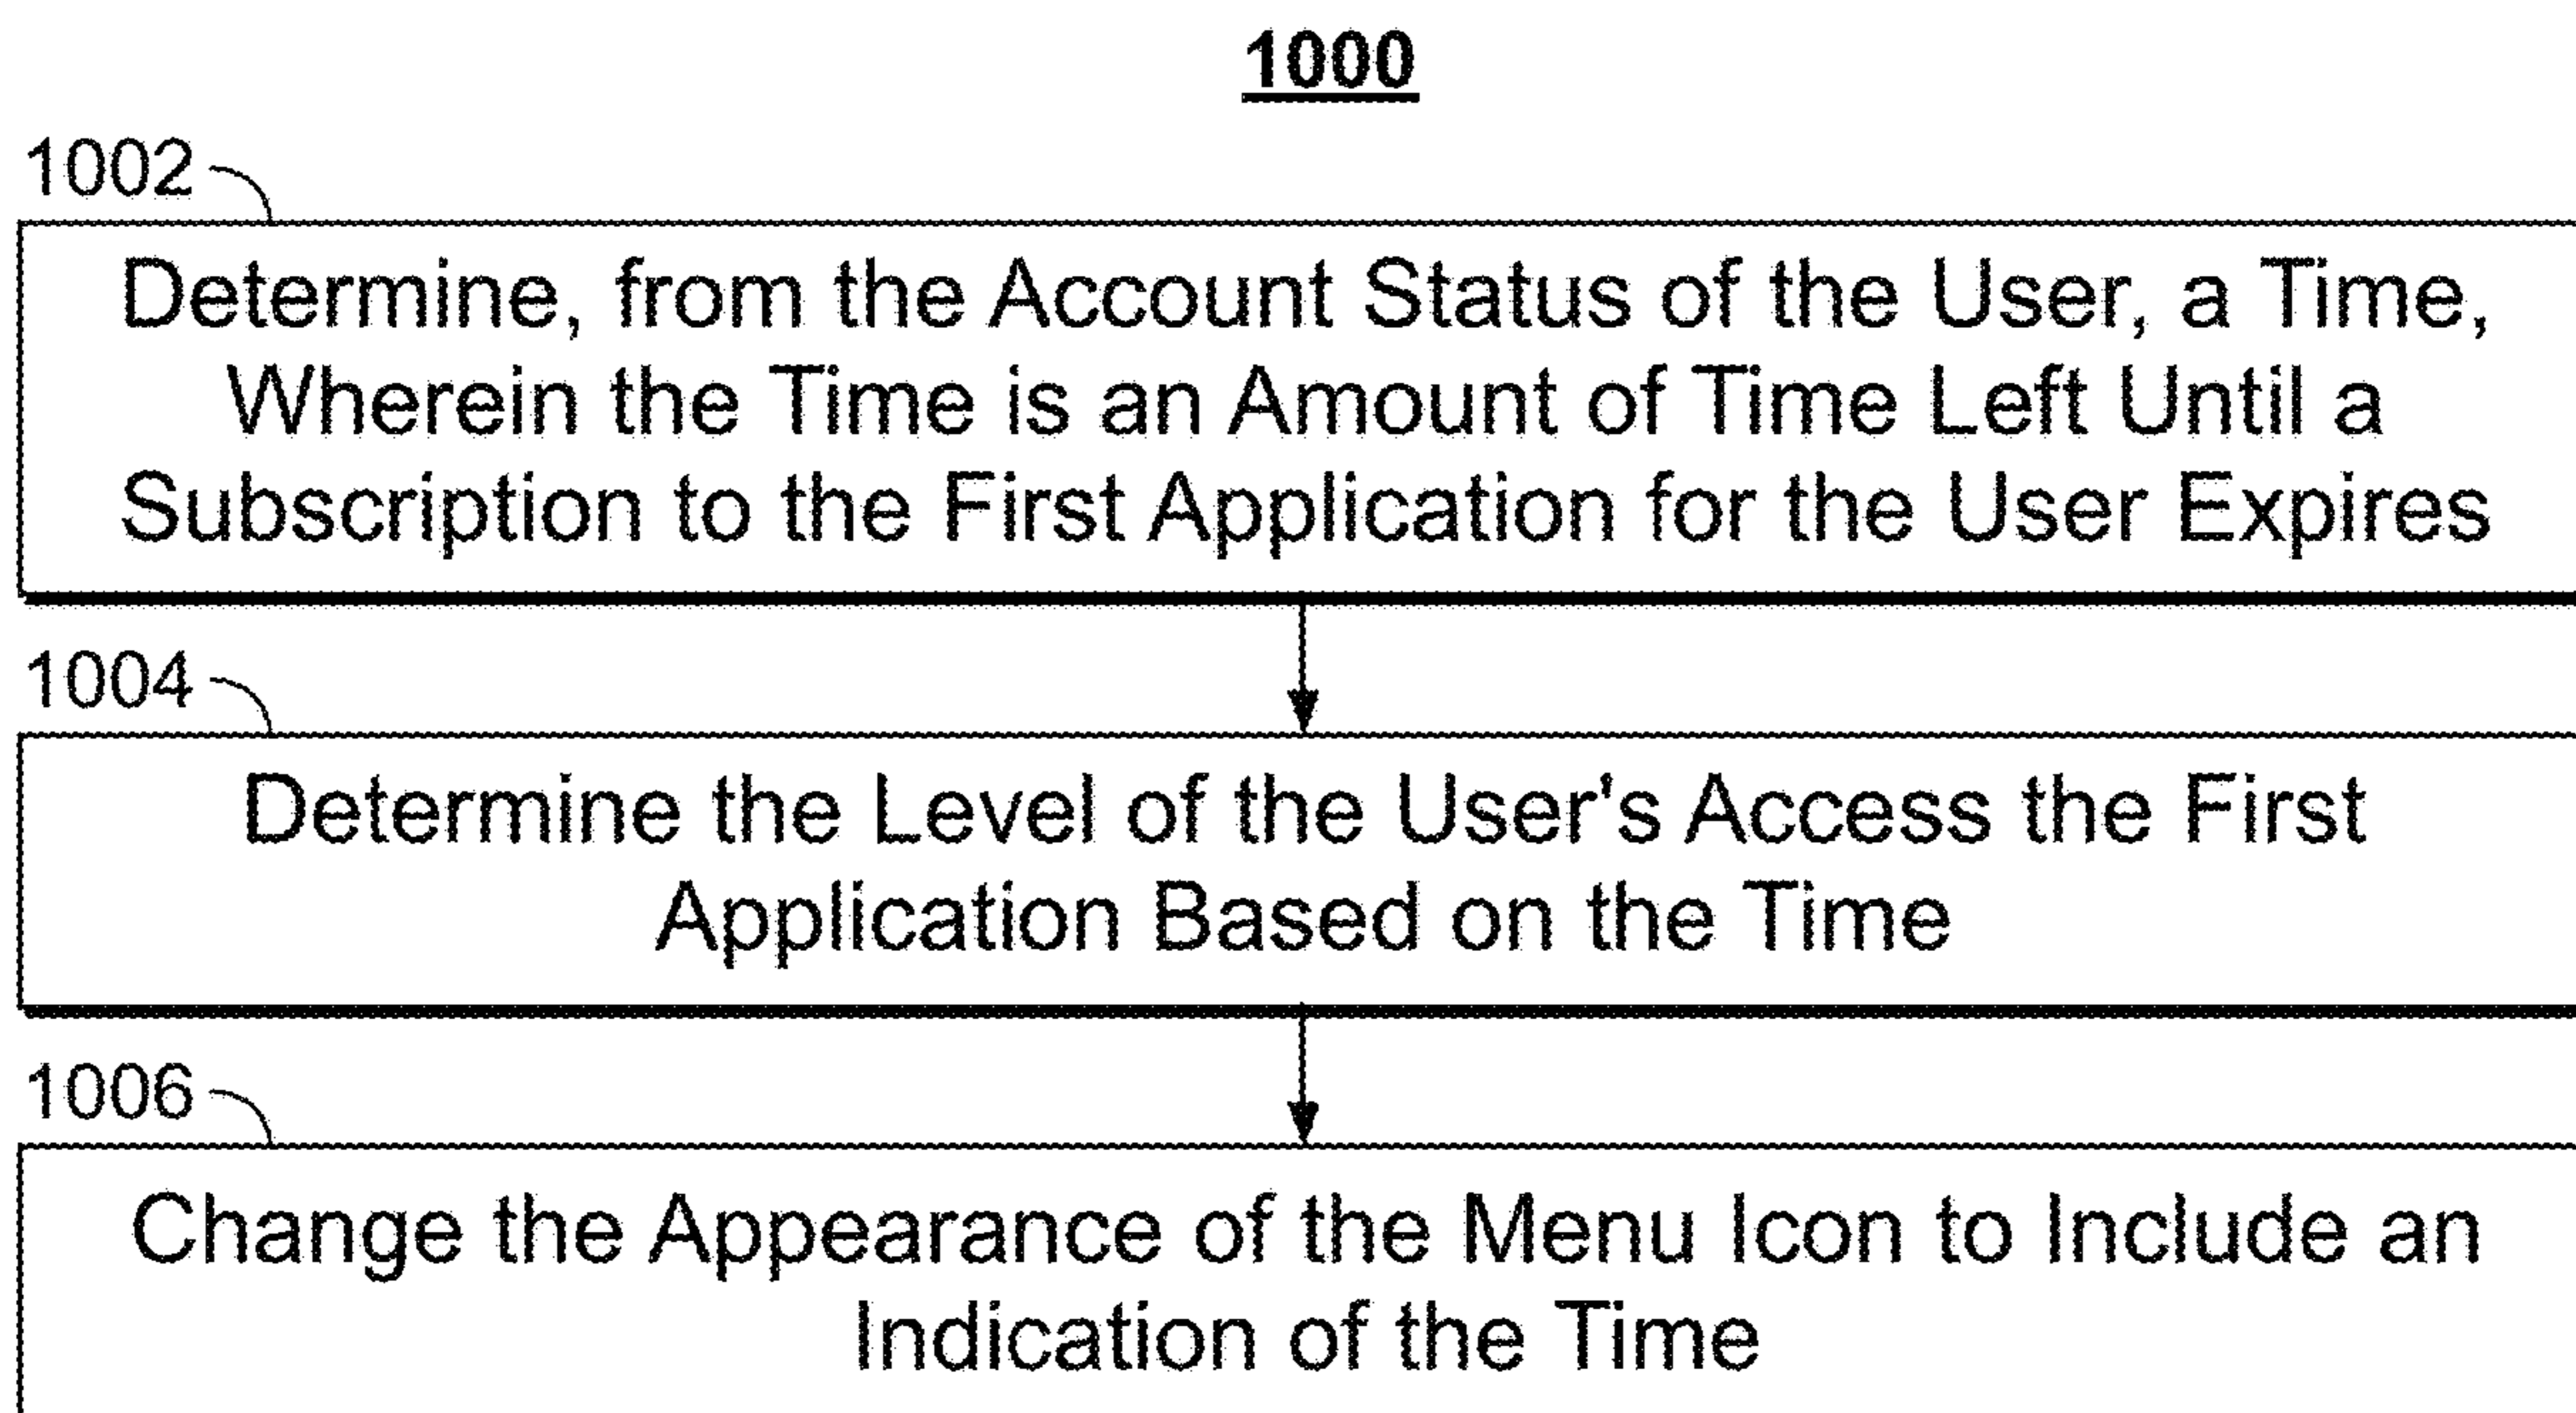 1000
1002
Determine, from the Account Status of the User, a Time,
Wherein the Time is an Amount of Time Left Until a
Subscription to the First Application for the User Expires
1004
Determine the Level of the User's Access the First
Application Based on the Time
1006
Change the Appearance of the Menu Icon to Include an
Indication of the Time